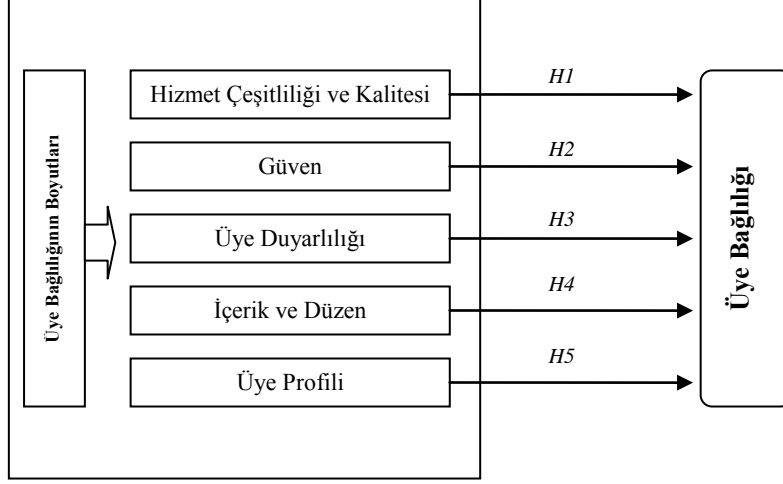 Üye Bağlılığının Boyutları
Hizmet Çeşitliliği ve Kalitesi
H1
Güven
H2
Üye Duyarlılığı
H3
İçerik ve Düzen
H4
Üye Profili
H5
Üye Bağlılığı